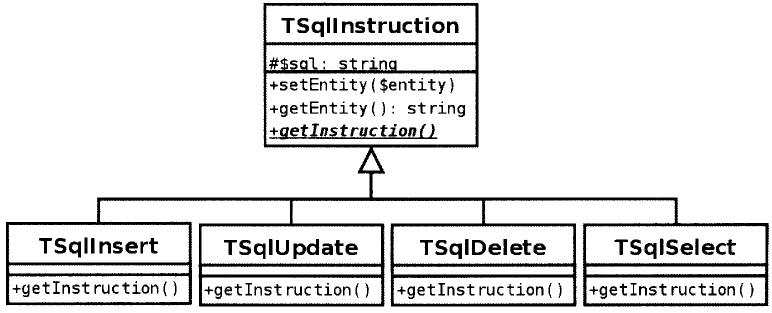 TSqlInstruction
#$sql: string
+setEntity($entity)
+getEntity(): string
+getInstruction()
TSqlInsert
TSqlUpdate
TSqlDelete
TSqlSelect
+getInstruction()
+getInstruction()
+getInstruction()
+getInstruction()